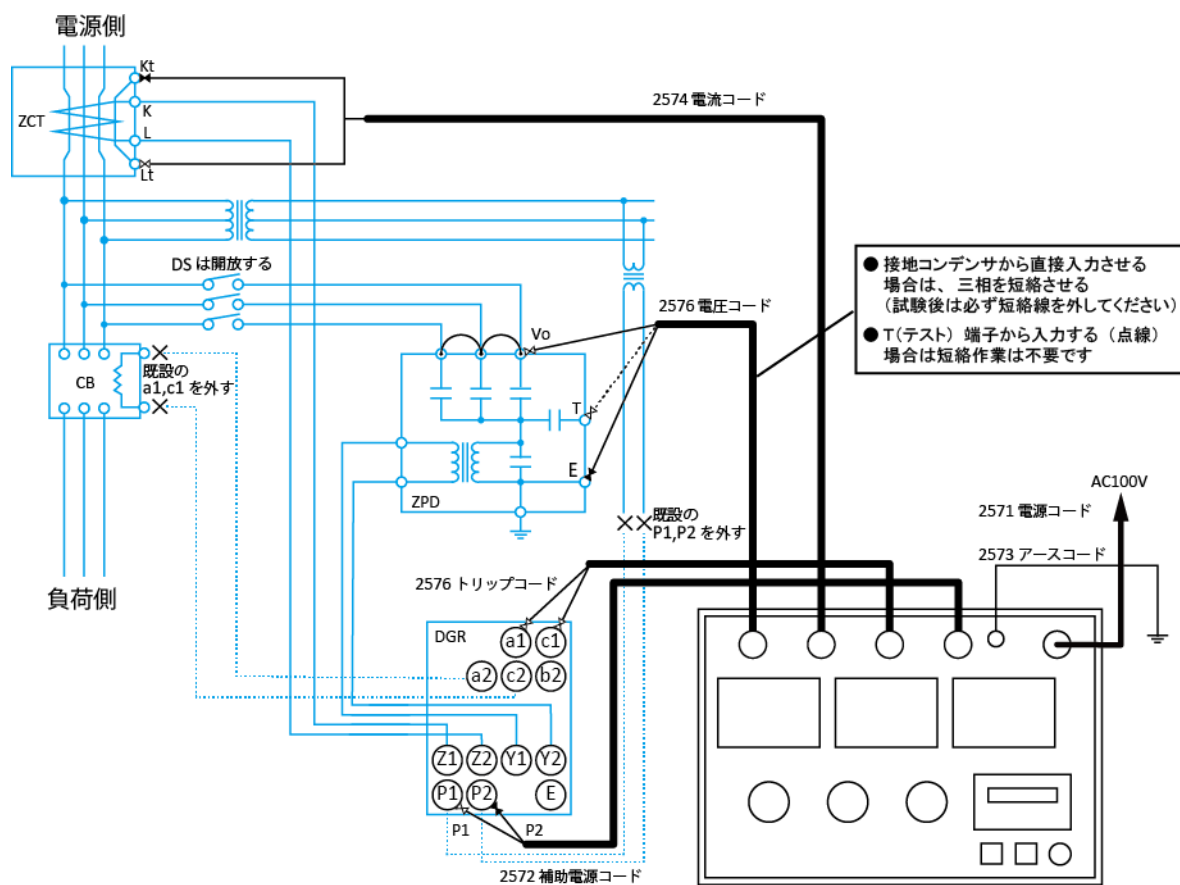 電源側
Kt
K
L
Lt
ZCT
2574 電流コード
DS は開放する
2576 電圧コード
● 接地コンデンサから直接入力させる
場合は、三相を短絡させる
(試験後は必ず短絡線を外してください)
● T(テスト) 端子から入力する (点線)
場合は短絡作業は不要です
Vo
CB
既設の
a1,c1 を外す
T
E
ZPD
既設の
P1,P2 を外す
AC100V
2571 電源コード
2573 アースコード
2576 トリップコード
負荷側
DGR
a1
c1
a2
c2
b2
Z1
Z2
Y1
Y2
P1
P2
E
P1
P2
2572 補助電源コード